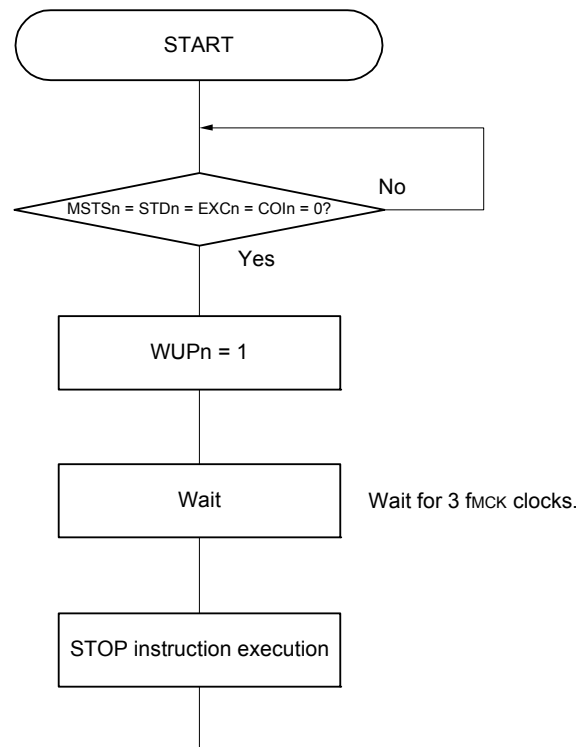 START
No
MSTSn = STDn = EXCn = COIn = 0?
Yes
WUPn = 1
Wait
Wait for 3 fMCK clocks.
STOP instruction execution